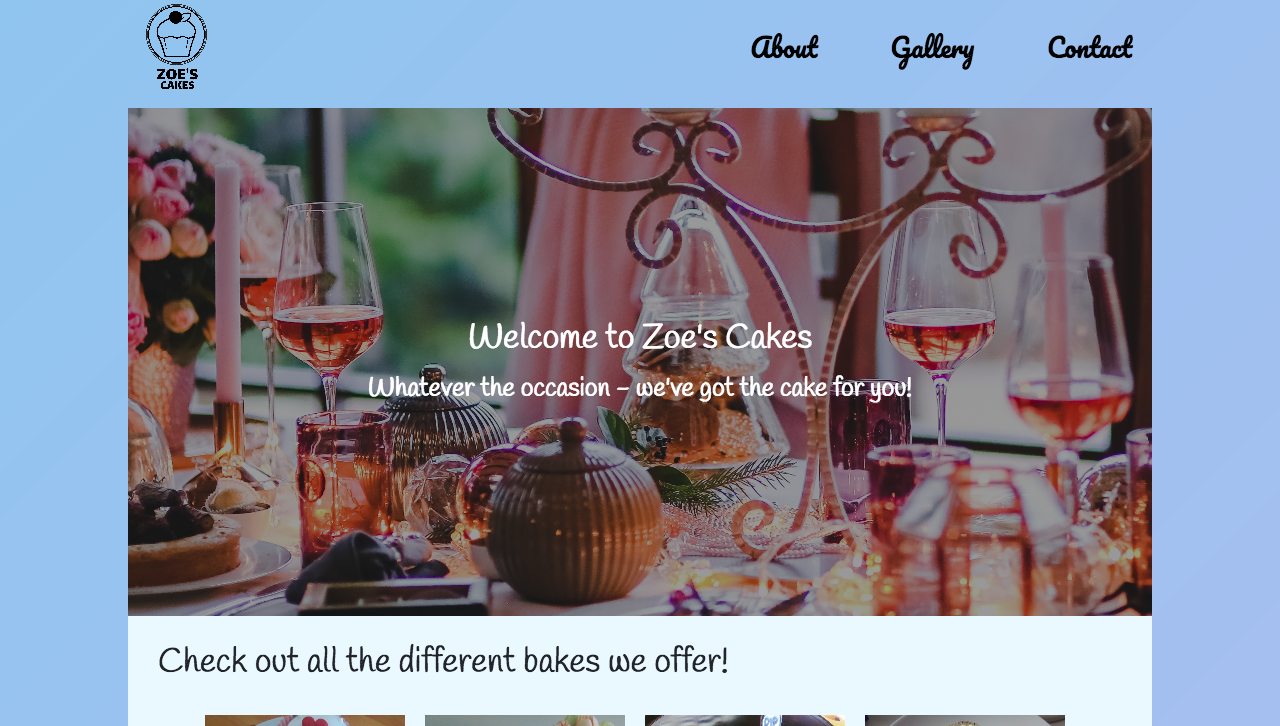 ZOE'S
CAKES
About
Gallery
Contact
Welcome to Zoe's Cakes
Whatever the occasion – we've got the cake for you!
Check out all the different bakes we offer!